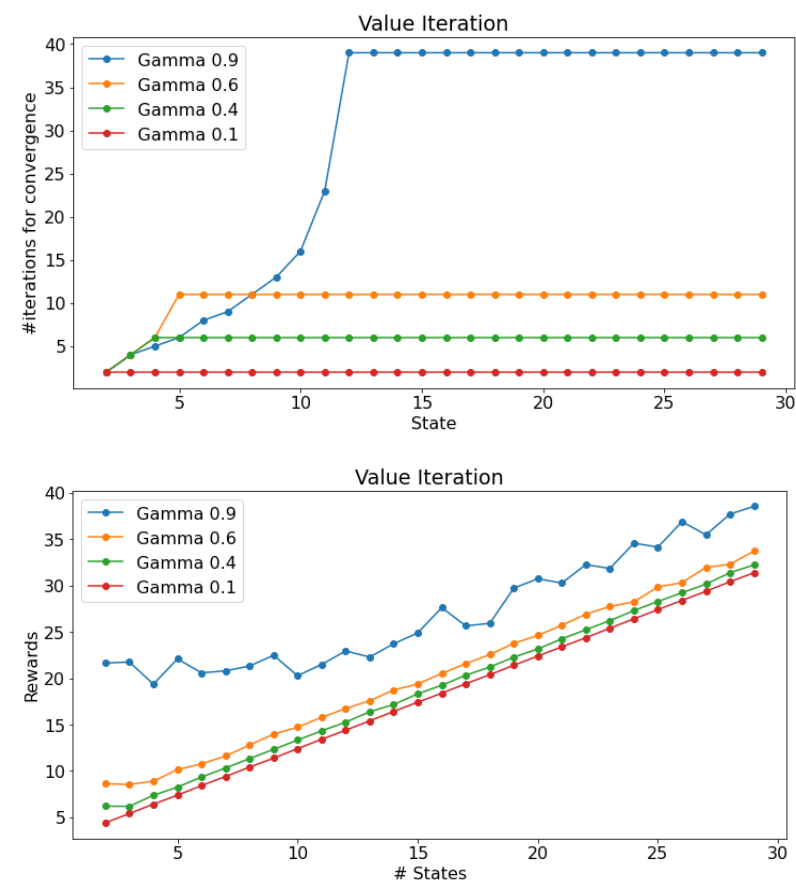 Value Iteration
40
35
30
25
20
15
10
5
#iterations for convergence
Gamma 0.9
Gamma 0.6
Gamma 0.4
Gamma 0.1
5 10 15 20 25 30
State
Value Iteration
40
35
30
25
20
15
10
5
Rewards
Gamma 0.9
Gamma 0.6
Gamma 0.4
Gamma 0.1
5 10 15 20 25 30
# States